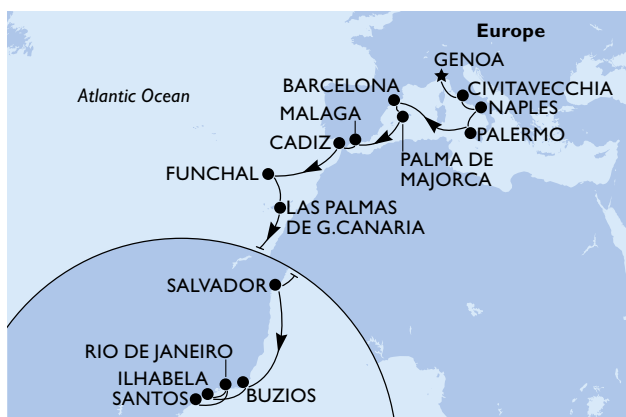 Europe
GENOA
Atlantic Ocean
BARCELONA
CIVITAVECCHIA
MALAGA
NAPLES
CADIZ
PALERMO
PALMA DE
MAJORCA
FUNCHAL
LAS PALMAS
DE G.CANARIA
SALVADOR
RIO DE JANEIRO
ILHABELA
SANTOS
BUZIOS